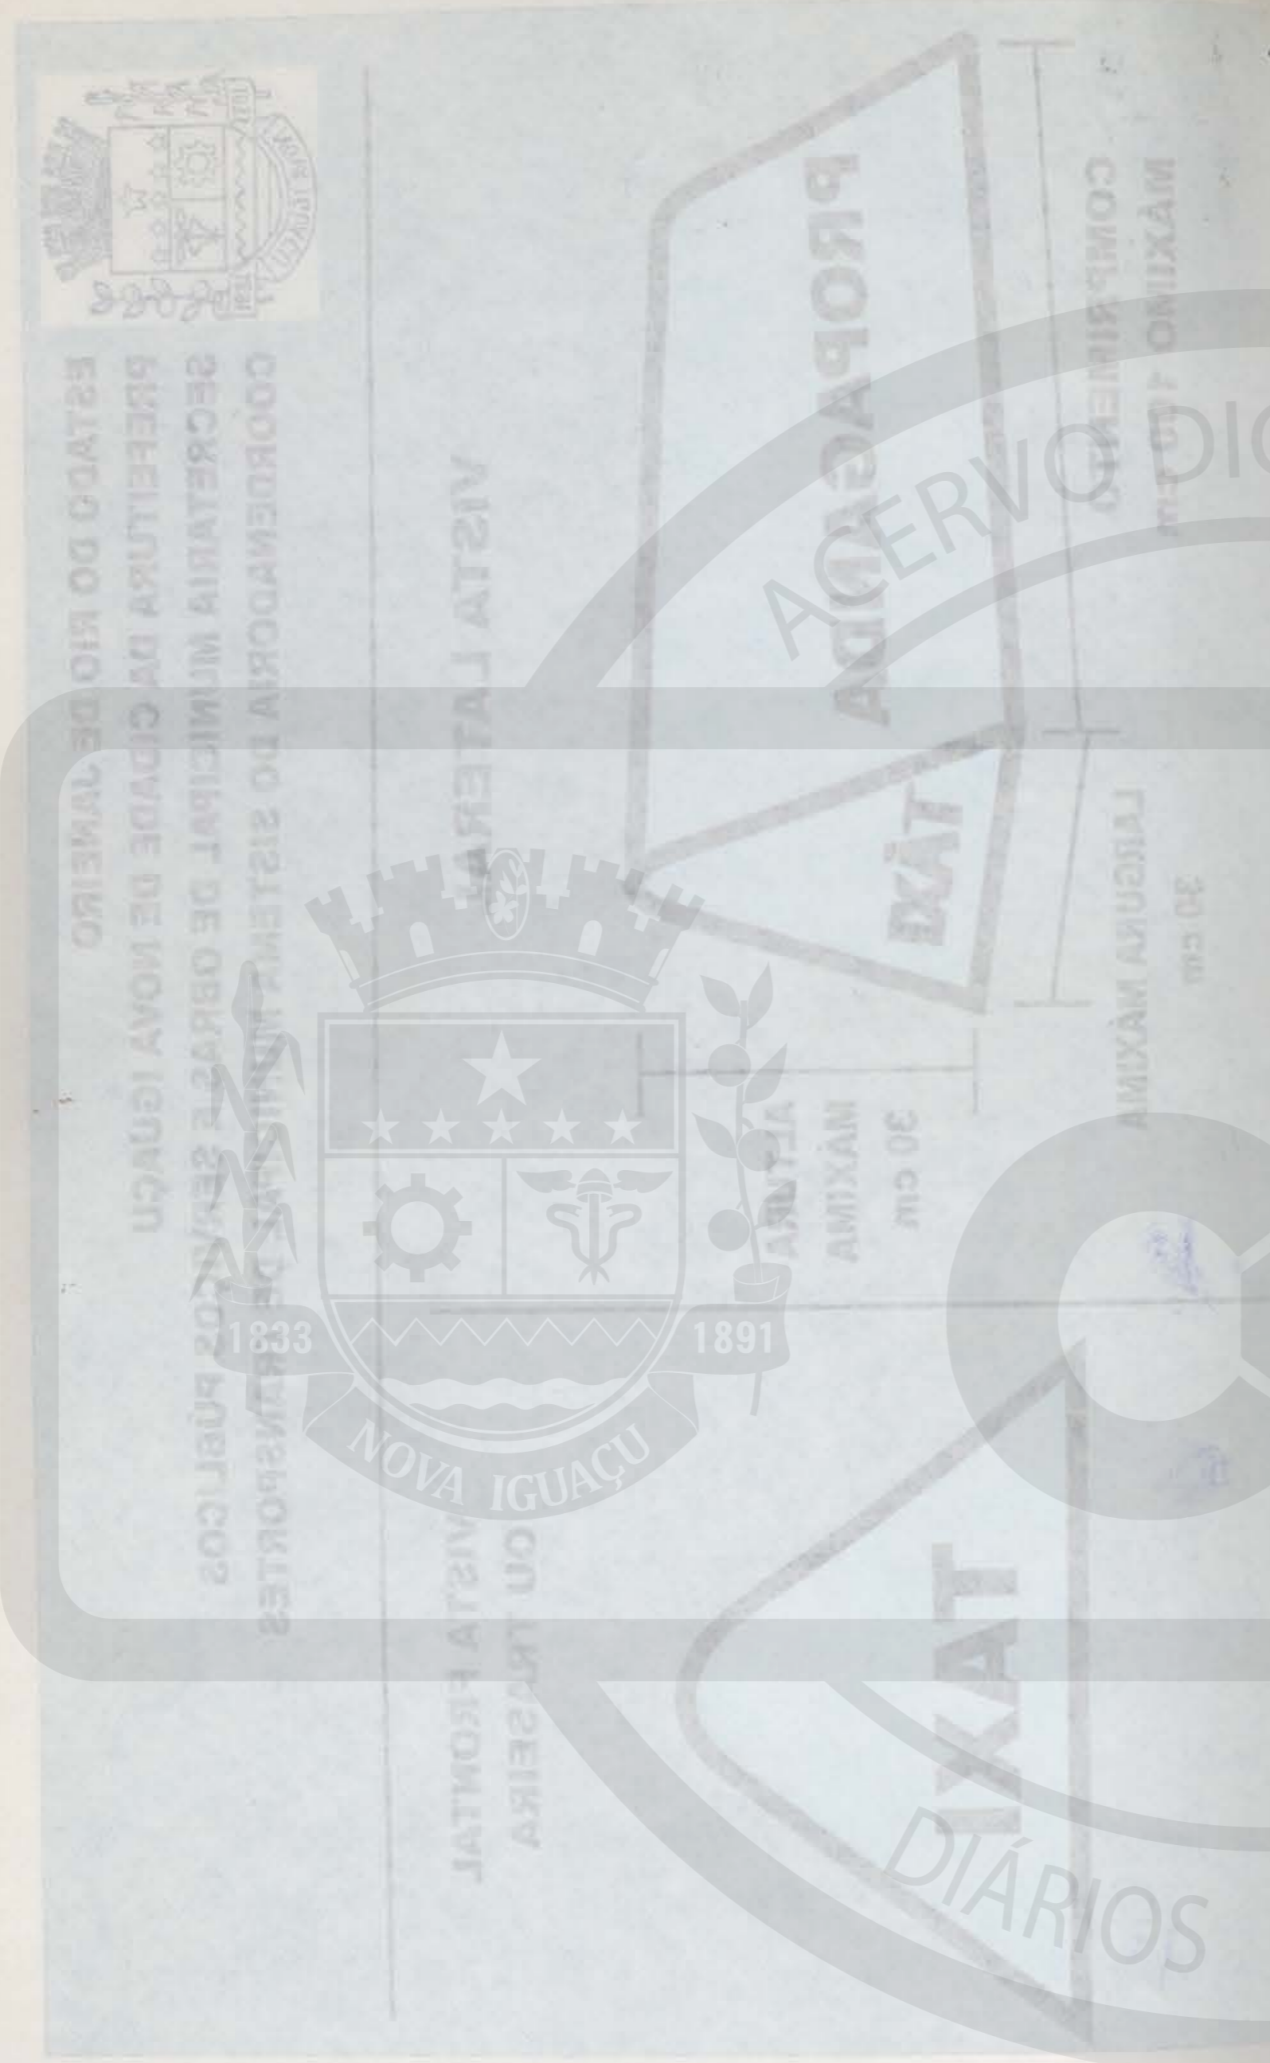 ESTADO DO RIO DE JANEIRO
PREFEITURA DA CIDADE DE NOVA IGUAÇU
SECRETARIA MUNICIPAL DE OBRAS E SERVIÇOS PÚBLICOS
COORDENADORIA DO SISTEMA MUNICIPAL DE TRANSPORTES
VISTA LATERAL
VISTA FRONTAL
OU TRASEIRA
PROPAGANDA
TÁXI
ALTURA
MÁXIMA
30 cm
COMPRIMENTO
MÁXIMO
cm
LARGURA MÁXIMA
30 cm
TAXI
ACERVO
1833
1891
NOVA IGUAÇU
DIÁRIOS